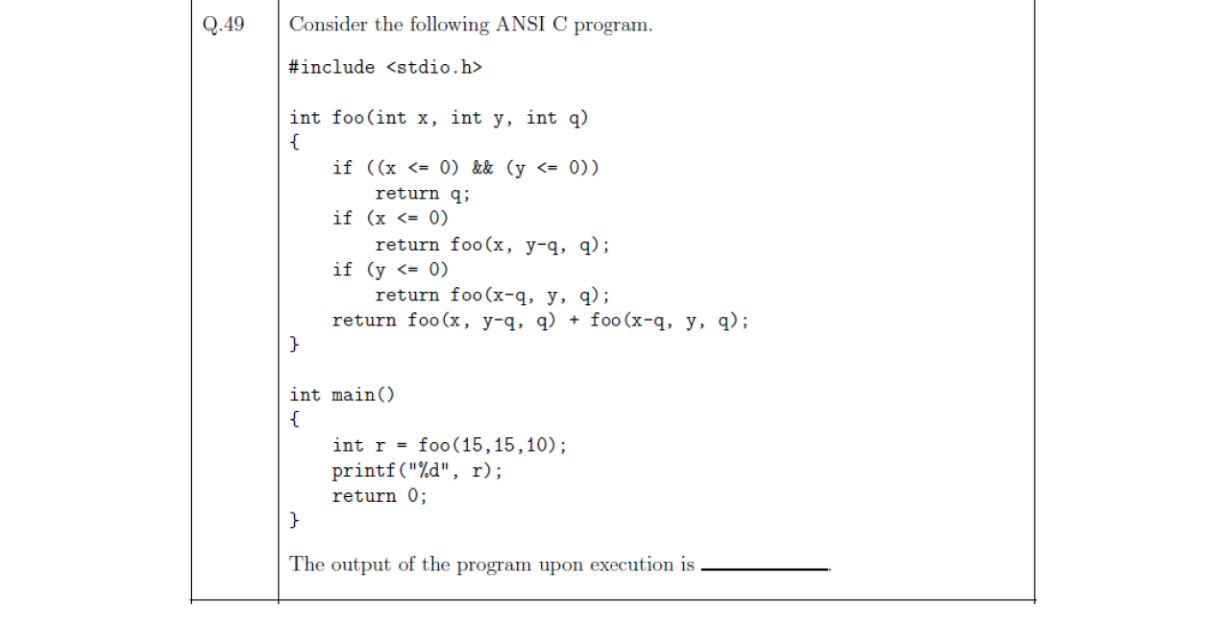 Q.49 Consider the following ANSI C program.
#include <stdio.h>
int foo(int x, int y, int q)
{
if ((x <= 0) && (y <= 0))
return q;
if (x <= 0)
return foo(x, y-q, q);
if (y <= 0)
return foo(x-q, y, q);
return foo(x, y-q, q) + foo(x-q, y, q);
}
int main()
{
int r = foo(15,15,10);
printf("%d", r);
return 0;
}
The output of the program upon execution is ________.